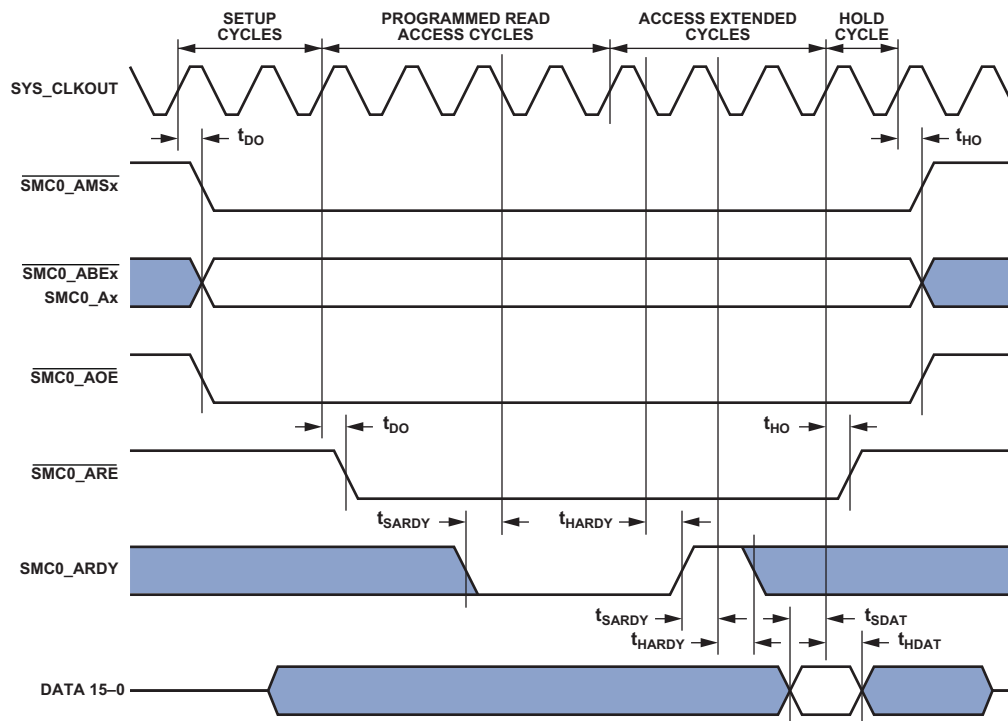 SETUP CYCLES
PROGRAMMED READ ACCESS CYCLES
ACCESS EXTENDED CYCLES
HOLD CYCLE
SYS_CLKOUT
tDO
tHO
SMC0_AMSx
SMC0_ABEx
SMC0_Ax
SMC0_AOE
tDO
tHO
SMC0_ARE
tSARDY
tHARDY
SMC0_ARDY
tSARDY
tSDAT
tHARDY
tHDAT
DATA 15–0